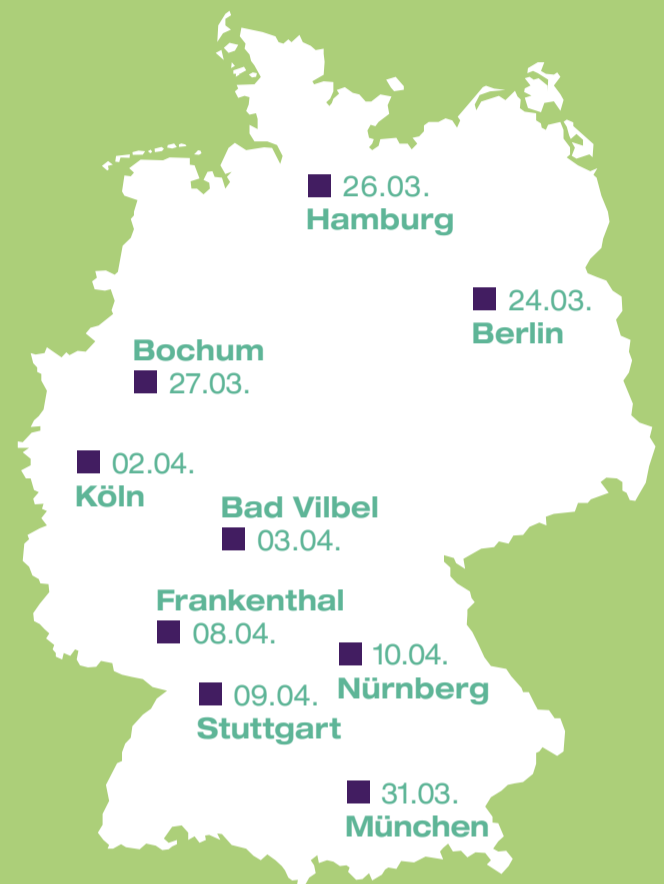 26.03.
Hamburg
24.03.
Berlin
Bochum
27.03.
02.04.
Köln
Bad Vilbel
03.04.
Frankenthal
08.04.
10.04.
Nürnberg
09.04.
Stuttgart
31.03.
München